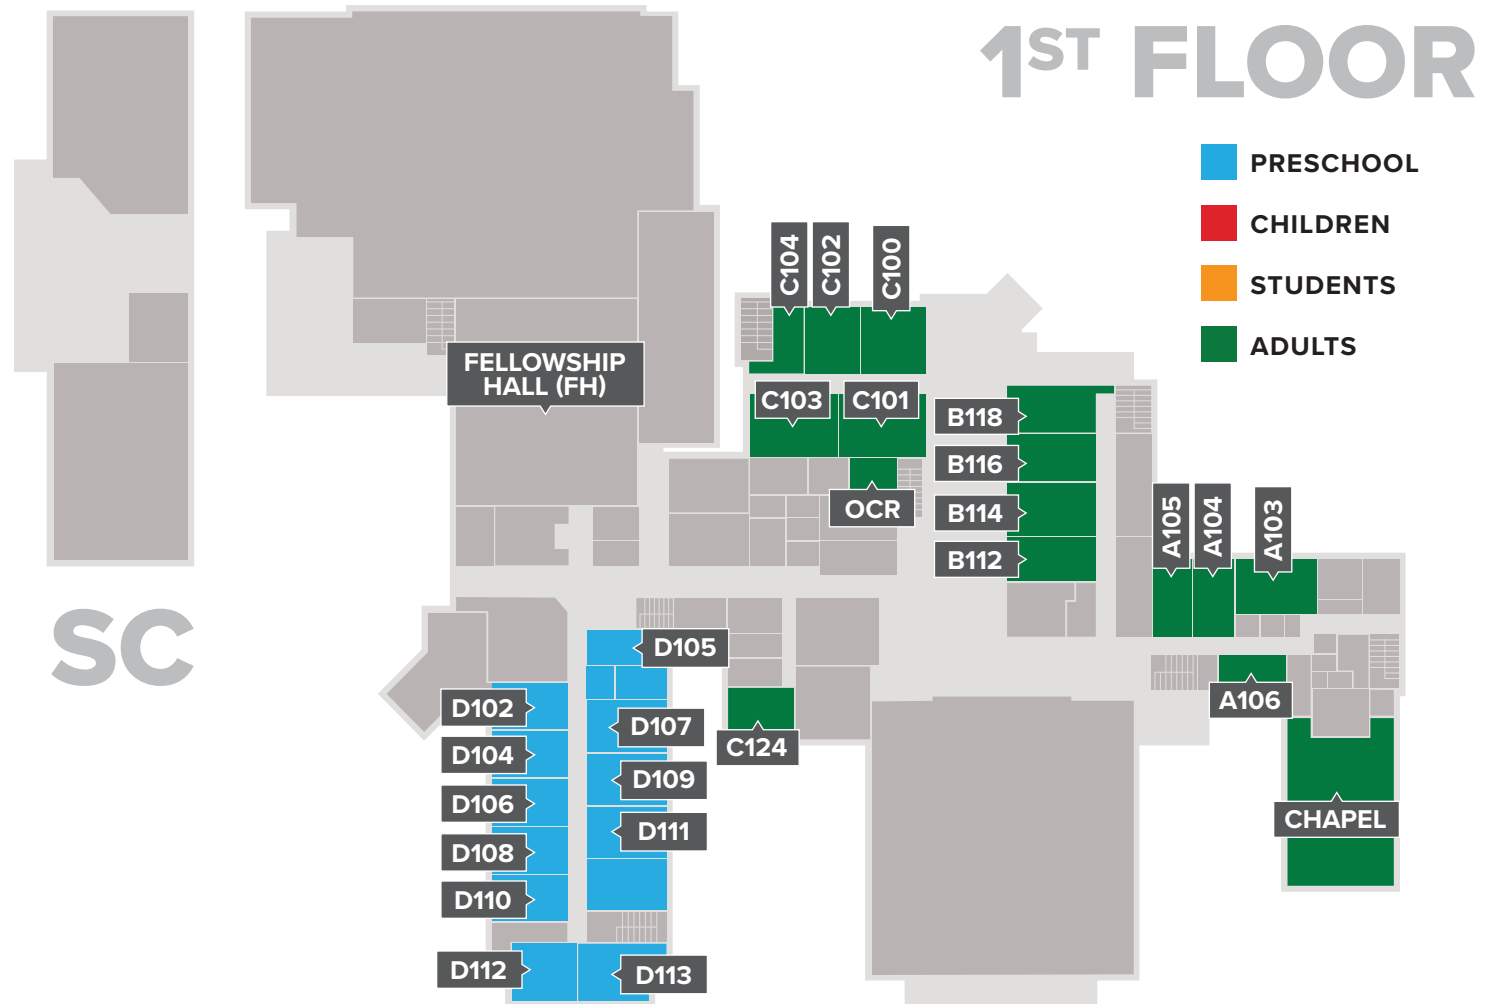 1ST FLOOR
PRESCHOOL
CHILDREN
STUDENTS
ADULTS
C104
C102
C100
FELLOWSHIP
HALL (FH)
C103
C101
B118
B116
OCR
B114
B112
A105
A104
A103
SC
D105
D102
D107
C124
A106
D104
D109
D106
D111
CHAPEL
D108
D110
D112
D113